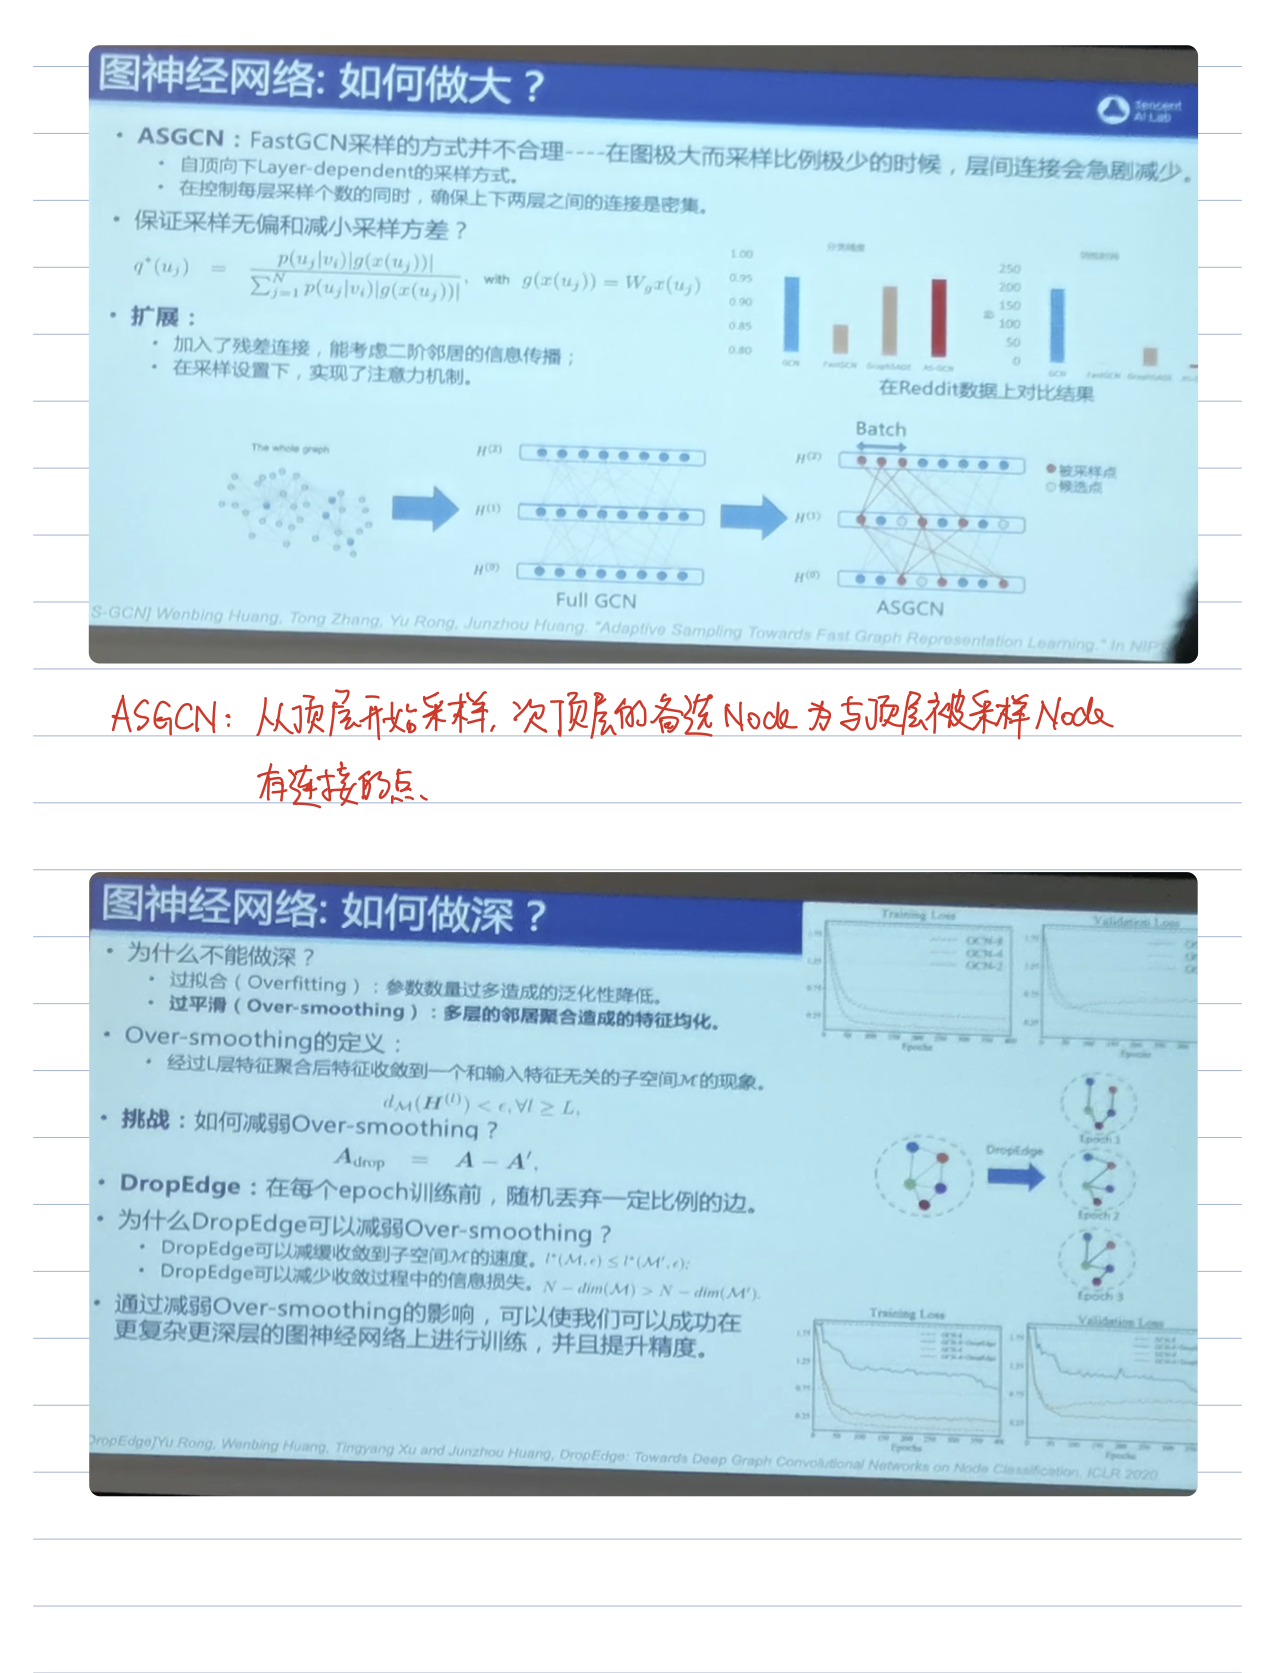 图神经网络: 如何做大？
tencent
AI Lab
• ASGCN：FastGCN采样的方式并不合理----在图极大而采样比例极少的时候，层间连接会急剧减少。
• 自顶向下Layer-dependent的采样方式。
• 在控制每层采样个数的同时，确保上下两层之间的连接是密集。
• 保证采样无偏和减小采样方差？
q*(u_j) = p(u_j|v_i)|g(x(u_j))| / ∑_{j=1}^N p(u_j|v_i)|g(x(u_j))|, with g(x(u_j)) = W_g x(u_j)
• 扩展：
• 加入了残差连接，能考虑二阶邻居的信息传播；
• 在采样设置下，实现了注意力机制。
1.00
0.95
0.90
0.85
0.80
GCN FastGCN GraphSAGE AS-GCN
250
200
150
100
50
0
GCN FastGCN GraphSAGE AS-G
在Reddit数据上对比结果
The whole graph
H^(2)
H^(1)
H^(0)
Full GCN
Batch
H^(2)
H^(1)
H^(0)
被采样点
候选点
ASGCN
S-GCN] Wenbing Huang, Tong Zhang, Yu Rong, Junzhou Huang. "Adaptive Sampling Towards Fast Graph Representation Learning." In NIPS
ASGCN：从顶层开始采样, 次顶层的备选Node为与顶层被采样Node
有连接的点、
图神经网络: 如何做深？
• 为什么不能做深？
• 过拟合（Overfitting）：参数数量过多造成的泛化性降低。
• 过平滑（Over-smoothing）：多层的邻居聚合造成的特征均化。
• Over-smoothing的定义：
• 经过L层特征聚合后特征收敛到一个和输入特征无关的子空间M的现象。
d_M(H^(l)) < ϵ, ∀l ≥ L,
• 挑战：如何减弱Over-smoothing？
A_drop = A − A′,
• DropEdge：在每个epoch训练前，随机丢弃一定比例的边。
• 为什么DropEdge可以减弱Over-smoothing？
• DropEdge可以减缓收敛到子空间M的速度。l*(M, ϵ) ≤ l*(M′, ϵ);
• DropEdge可以减少收敛过程中的信息损失。N − dim(M) > N − dim(M′).
• 通过减弱Over-smoothing的影响，可以使我们可以成功在
更复杂更深层的图神经网络上进行训练，并且提升精度。
Training Loss
GCN-8
GCN-4
GCN-2
Epochs
Validation Loss
Epochs
DropEdge
Epoch 1
Epoch 2
Epoch 3
Training Loss
Epochs
Validation Loss
Epochs
DropEdge]Yu Rong, Wenbing Huang, Tingyang Xu and Junzhou Huang, DropEdge: Towards Deep Graph Convolutional Networks on Node Classification. ICLR 2020